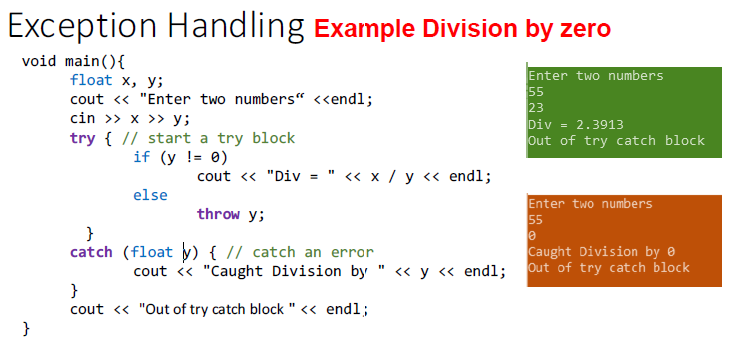 Exception Handling Example Division by zero
void main(){
float x, y;
cout << "Enter two numbers“ <<endl;
cin >> x >> y;
try { // start a try block
if (y != 0)
cout << "Div = " << x / y << endl;
else
throw y;
}
catch (float y) { // catch an error
cout << "Caught Division by " << y << endl;
}
cout << "Out of try catch block " << endl;
}
Enter two numbers
55
23
Div = 2.3913
Out of try catch block
Enter two numbers
55
0
Caught Division by 0
Out of try catch block